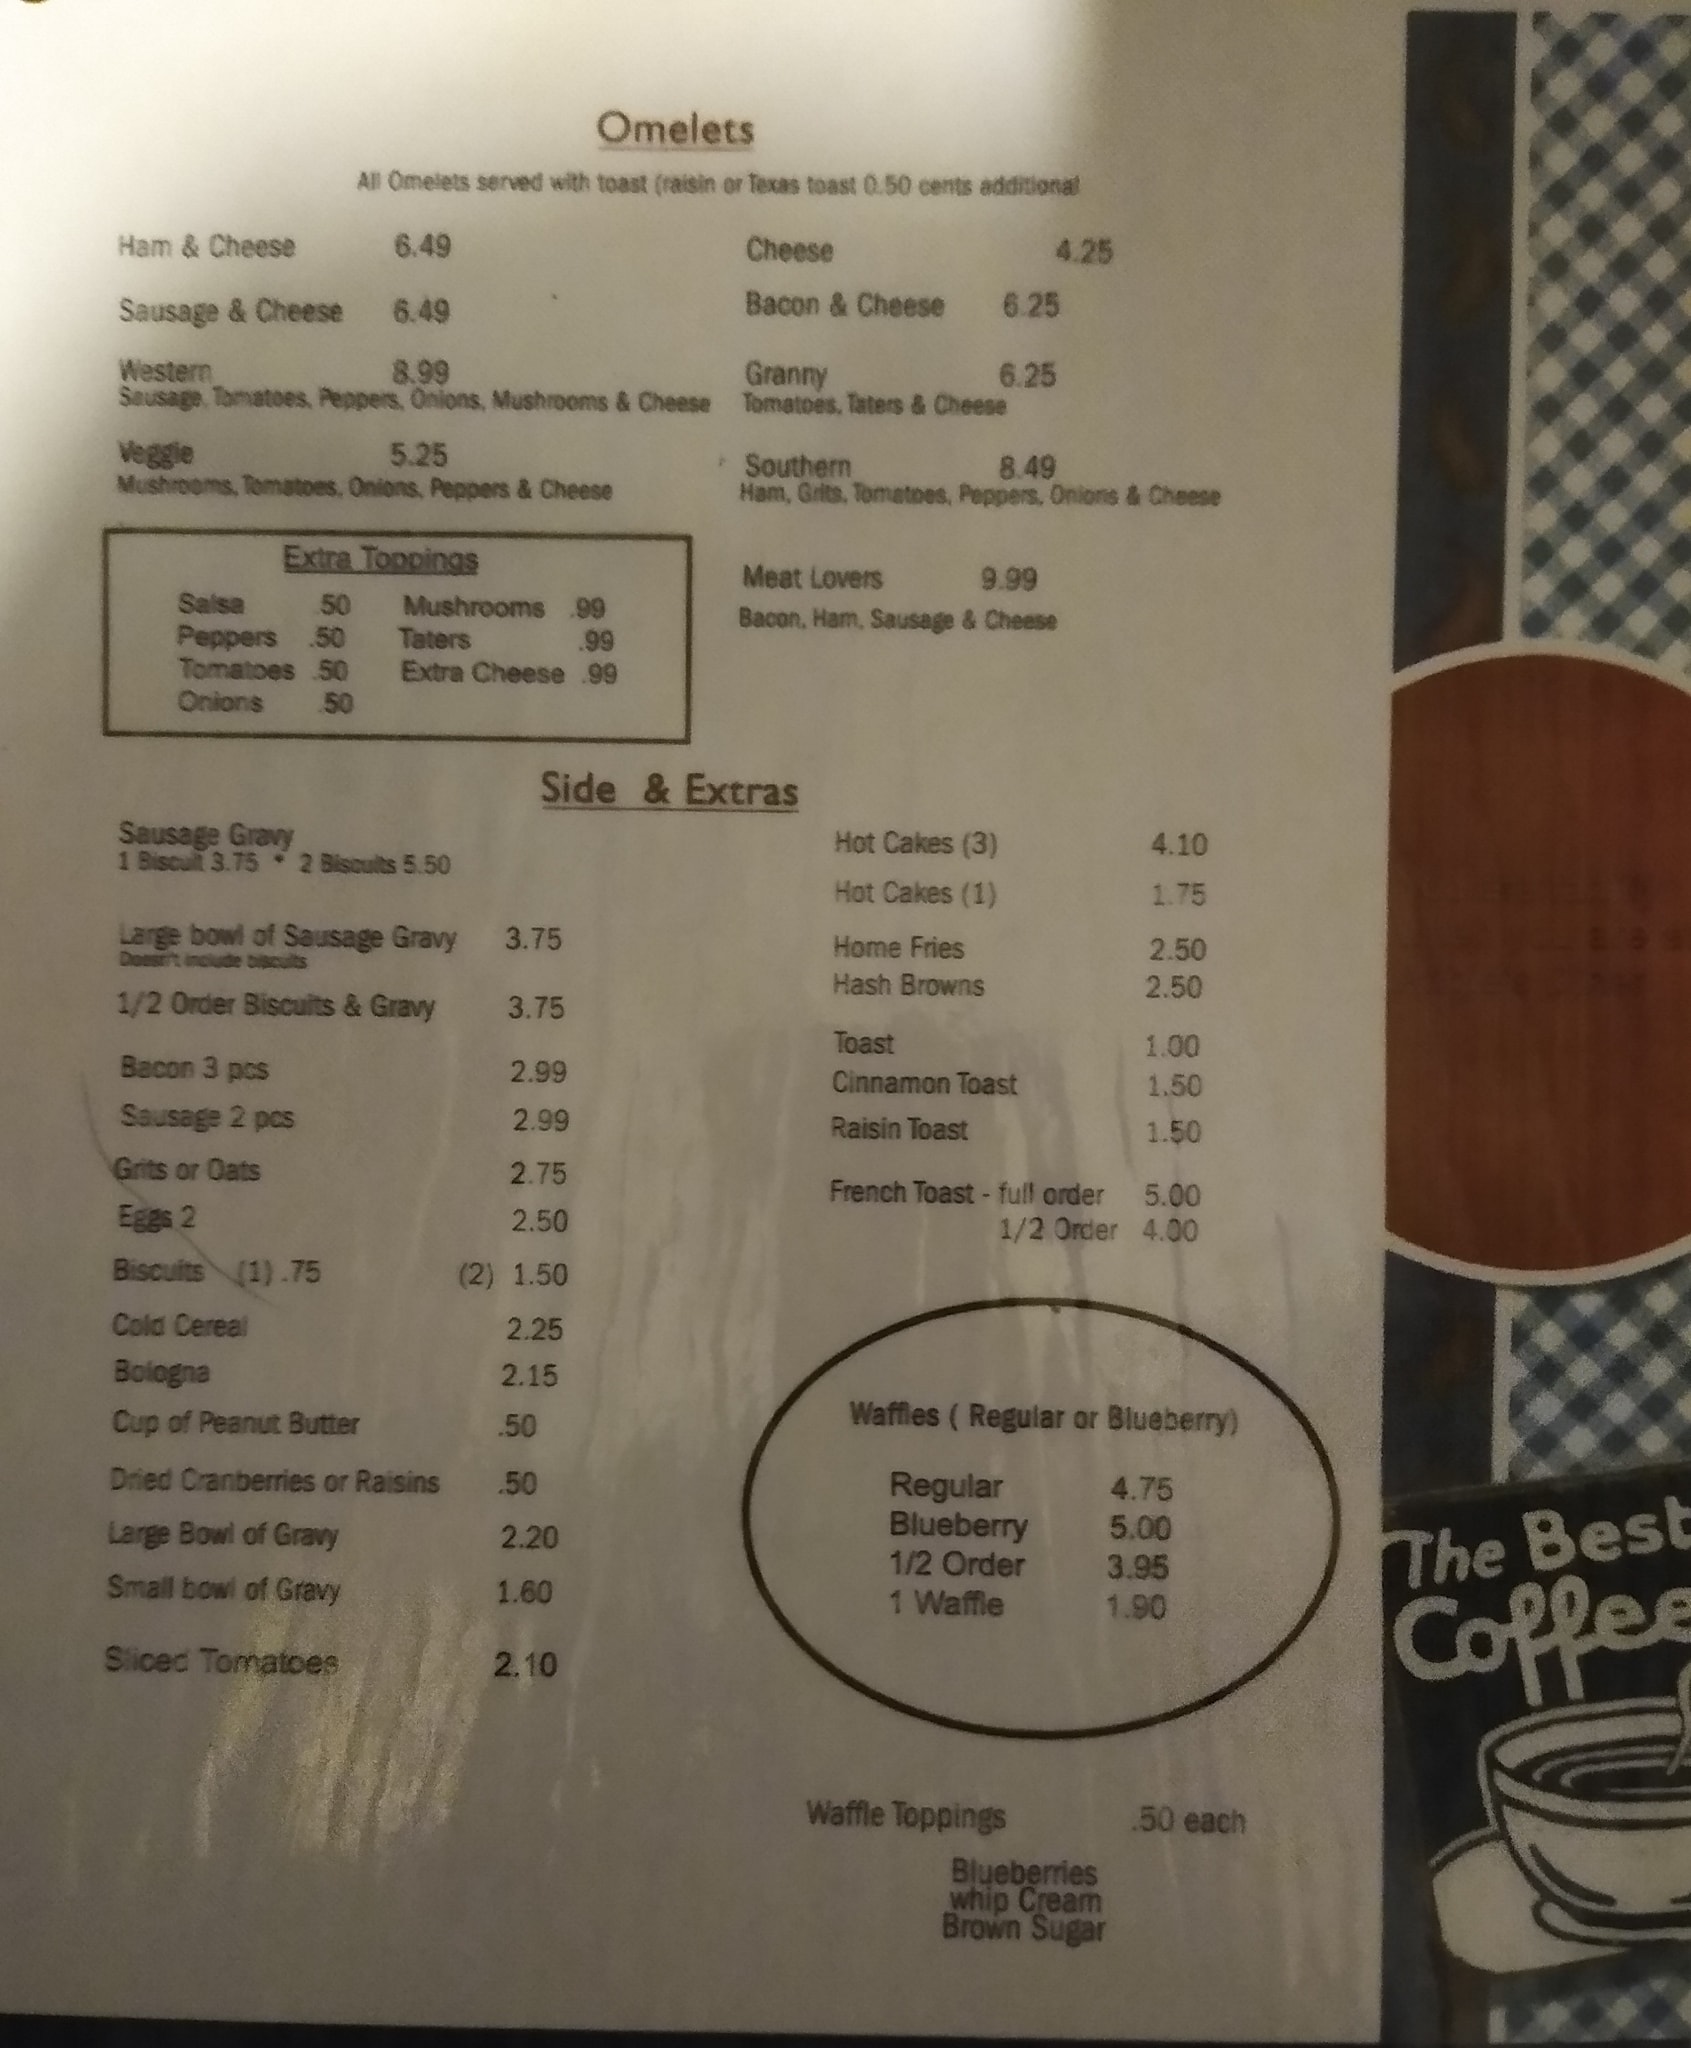 Omelets
All Omelets served with toast (raisin or Texas toast 0.50 cents additional
Ham & Cheese 6.49
Sausage & Cheese 6.49
Western 8.99
Sausage, Tomatoes, Peppers, Onions, Mushrooms & Cheese
Veggie 5.25
Mushrooms, Tomatoes, Onions, Peppers & Cheese
Cheese 4.25
Bacon & Cheese 6.25
Granny 6.25
Tomatoes, Taters & Cheese
Southern 8.49
Ham, Grits, Tomatoes, Peppers, Onions & Cheese
Meat Lovers 9.99
Bacon, Ham, Sausage & Cheese
Extra Toppings
Salsa .50 Mushrooms .99
Peppers .50 Taters .99
Tomatoes .50 Extra Cheese .99
Onions .50
Side & Extras
Sausage Gravy
1 Biscuit 3.75 * 2 Biscuits 5.50
Large bowl of Sausage Gravy 3.75
Doesn't include biscuits
1/2 Order Biscuits & Gravy 3.75
Bacon 3 pcs 2.99
Sausage 2 pcs 2.99
Grits or Oats 2.75
Eggs 2 2.50
Biscuits (1) .75 (2) 1.50
Cold Cereal 2.25
Bologna 2.15
Cup of Peanut Butter .50
Dried Cranberries or Raisins .50
Large Bowl of Gravy 2.20
Small bowl of Gravy 1.60
Sliced Tomatoes 2.10
Hot Cakes (3) 4.10
Hot Cakes (1) 1.75
Home Fries 2.50
Hash Browns 2.50
Toast 1.00
Cinnamon Toast 1.50
Raisin Toast 1.50
French Toast - full order 5.00
1/2 Order 4.00
Waffles ( Regular or Blueberry)
Regular 4.75
Blueberry 5.00
1/2 Order 3.95
1 Waffle 1.90
Waffle Toppings .50 each
Blueberries
whip Cream
Brown Sugar
The Best
Coffee